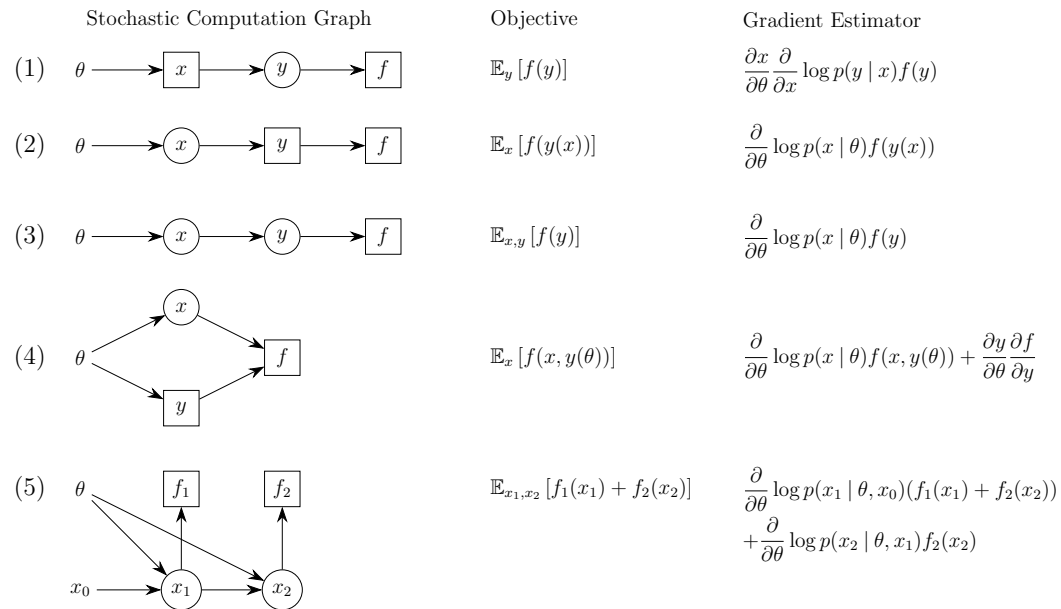 Stochastic Computation Graph Objective Gradient Estimator
(1) θ x y f 𝔼_y [f(y)] ∂x/∂θ ∂/∂x log p(y | x)f(y)
(2) θ x y f 𝔼_x [f(y(x))] ∂/∂θ log p(x | θ)f(y(x))
(3) θ x y f 𝔼_{x,y} [f(y)] ∂/∂θ log p(x | θ)f(y)
x
(4) θ f 𝔼_x [f(x, y(θ))] ∂/∂θ log p(x | θ)f(x, y(θ)) + ∂y/∂θ ∂f/∂y
y
(5) θ f_1 f_2 𝔼_{x_1,x_2} [f_1(x_1) + f_2(x_2)] ∂/∂θ log p(x_1 | θ, x_0)(f_1(x_1) + f_2(x_2))
+ ∂/∂θ log p(x_2 | θ, x_1)f_2(x_2)
x_0 x_1 x_2